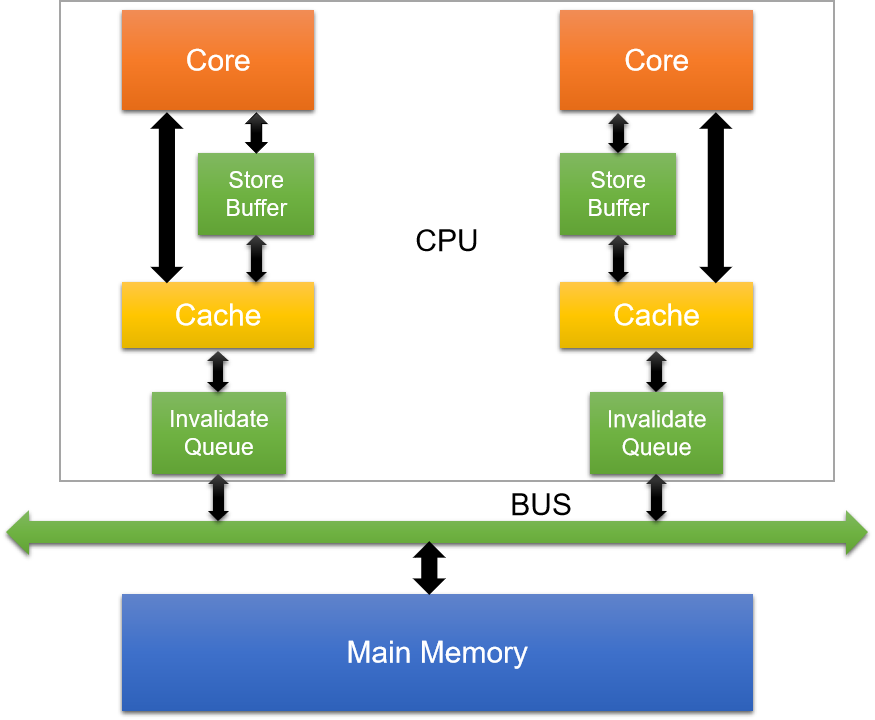 Core
Core
Store
Buffer
Store
Buffer
CPU
Cache
Cache
Invalidate
Queue
Invalidate
Queue
BUS
Main Memory